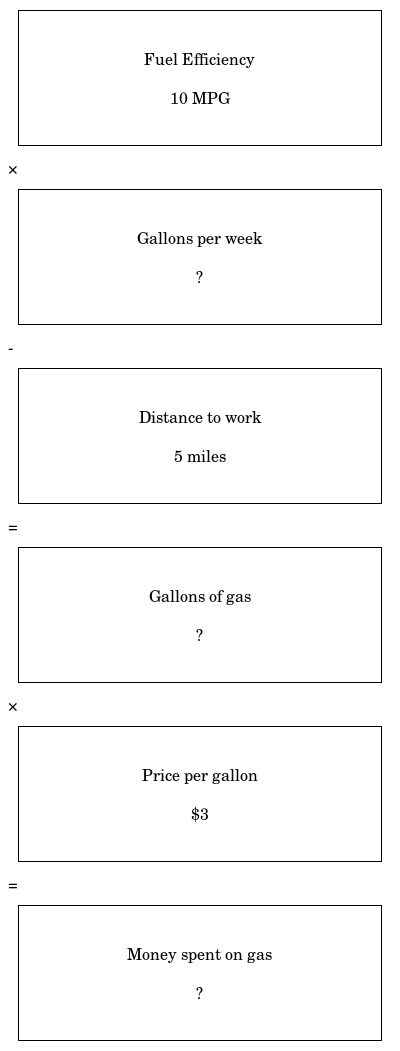 Fuel Efficiency
10 MPG
×
Gallons per week
?
-
Distance to work
5 miles
=
Gallons of gas
?
×
Price per gallon
$3
=
Money spent on gas
?